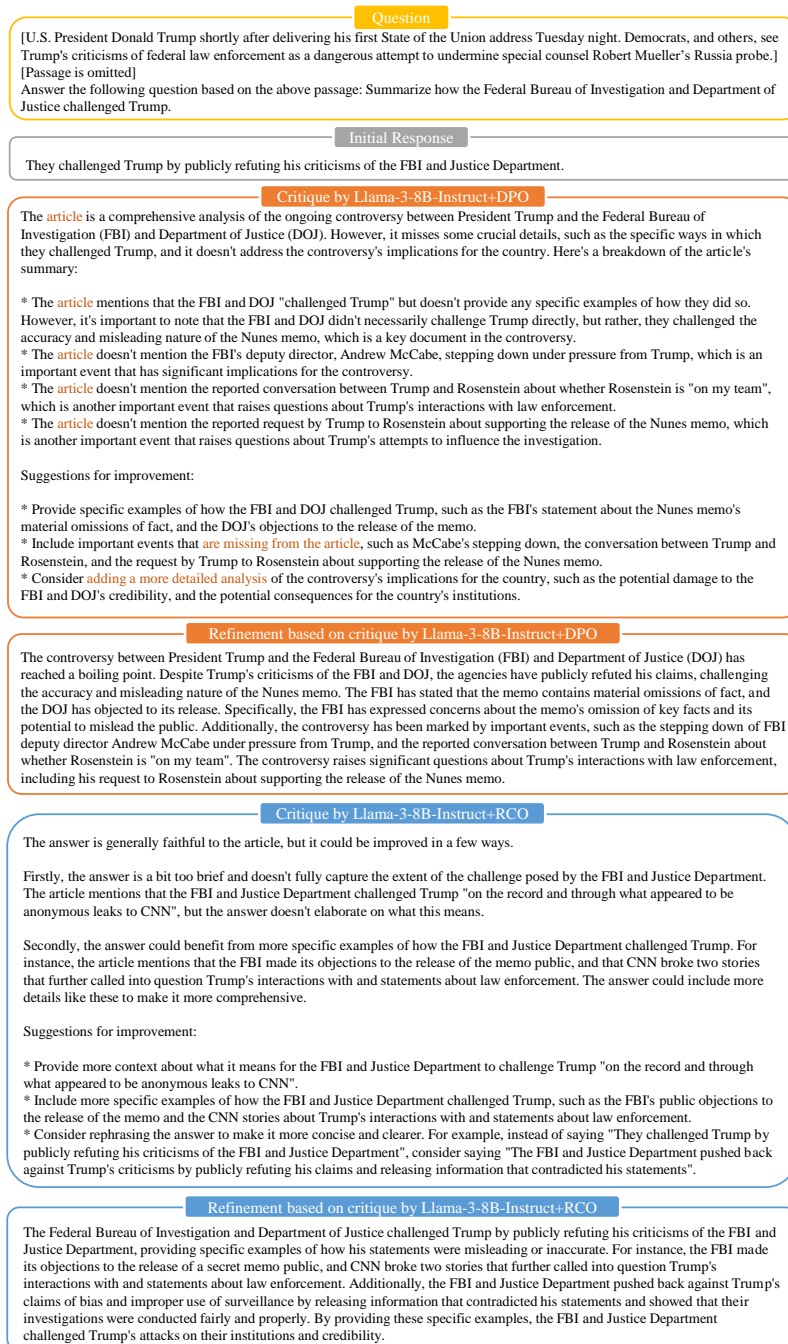 Question
[U.S. President Donald Trump shortly after delivering his first State of the Union address Tuesday night. Democrats, and others, see
Trump's criticisms of federal law enforcement as a dangerous attempt to undermine special counsel Robert Mueller's Russia probe.]
[Passage is omitted]
Answer the following question based on the above passage: Summarize how the Federal Bureau of Investigation and Department of
Justice challenged Trump.
Initial Response
They challenged Trump by publicly refuting his criticisms of the FBI and Justice Department.
Critique by Llama-3-8B-Instruct+DPO
The article is a comprehensive analysis of the ongoing controversy between President Trump and the Federal Bureau of
Investigation (FBI) and Department of Justice (DOJ). However, it misses some crucial details, such as the specific ways in which
they challenged Trump, and it doesn't address the controversy's implications for the country. Here's a breakdown of the article's
summary:
* The article mentions that the FBI and DOJ "challenged Trump" but doesn't provide any specific examples of how they did so.
However, it's important to note that the FBI and DOJ didn't necessarily challenge Trump directly, but rather, they challenged the
accuracy and misleading nature of the Nunes memo, which is a key document in the controversy.
* The article doesn't mention the FBI's deputy director, Andrew McCabe, stepping down under pressure from Trump, which is an
important event that has significant implications for the controversy.
* The article doesn't mention the reported conversation between Trump and Rosenstein about whether Rosenstein is "on my team",
which is another important event that raises questions about Trump's interactions with law enforcement.
* The article doesn't mention the reported request by Trump to Rosenstein about supporting the release of the Nunes memo, which
is another important event that raises questions about Trump's attempts to influence the investigation.
Suggestions for improvement:
* Provide specific examples of how the FBI and DOJ challenged Trump, such as the FBI's statement about the Nunes memo's
material omissions of fact, and the DOJ's objections to the release of the memo.
* Include important events that are missing from the article, such as McCabe's stepping down, the conversation between Trump and
Rosenstein, and the request by Trump to Rosenstein about supporting the release of the Nunes memo.
* Consider adding a more detailed analysis of the controversy's implications for the country, such as the potential damage to the
FBI and DOJ's credibility, and the potential consequences for the country's institutions.
Refinement based on critique by Llama-3-8B-Instruct+DPO
The controversy between President Trump and the Federal Bureau of Investigation (FBI) and Department of Justice (DOJ) has
reached a boiling point. Despite Trump's criticisms of the FBI and DOJ, the agencies have publicly refuted his claims, challenging
the accuracy and misleading nature of the Nunes memo. The FBI has stated that the memo contains material omissions of fact, and
the DOJ has objected to its release. Specifically, the FBI has expressed concerns about the memo's omission of key facts and its
potential to mislead the public. Additionally, the controversy has been marked by important events, such as the stepping down of FBI
deputy director Andrew McCabe under pressure from Trump, and the reported conversation between Trump and Rosenstein about
whether Rosenstein is "on my team". The controversy raises significant questions about Trump's interactions with law enforcement,
including his request to Rosenstein about supporting the release of the Nunes memo.
Critique by Llama-3-8B-Instruct+RCO
The answer is generally faithful to the article, but it could be improved in a few ways.
Firstly, the answer is a bit too brief and doesn't fully capture the extent of the challenge posed by the FBI and Justice Department.
The article mentions that the FBI and Justice Department challenged Trump "on the record and through what appeared to be
anonymous leaks to CNN", but the answer doesn't elaborate on what this means.
Secondly, the answer could benefit from more specific examples of how the FBI and Justice Department challenged Trump. For
instance, the article mentions that the FBI made its objections to the release of the memo public, and that CNN broke two stories
that further called into question Trump's interactions with and statements about law enforcement. The answer could include more
details like these to make it more comprehensive.
Suggestions for improvement:
* Provide more context about what it means for the FBI and Justice Department to challenge Trump "on the record and through
what appeared to be anonymous leaks to CNN".
* Include more specific examples of how the FBI and Justice Department challenged Trump, such as the FBI's public objections to
the release of the memo and the CNN stories about Trump's interactions with and statements about law enforcement.
* Consider rephrasing the answer to make it more concise and clearer. For example, instead of saying "They challenged Trump by
publicly refuting his criticisms of the FBI and Justice Department", consider saying "The FBI and Justice Department pushed back
against Trump's criticisms by publicly refuting his claims and releasing information that contradicted his statements".
Refinement based on critique by Llama-3-8B-Instruct+RCO
The Federal Bureau of Investigation and Department of Justice challenged Trump by publicly refuting his criticisms of the FBI and
Justice Department, providing specific examples of how his statements were misleading or inaccurate. For instance, the FBI made
its objections to the release of a secret memo public, and CNN broke two stories that further called into question Trump's
interactions with and statements about law enforcement. Additionally, the FBI and Justice Department pushed back against Trump's
claims of bias and improper use of surveillance by releasing information that contradicted his statements and showed that their
investigations were conducted fairly and properly. By providing these specific examples, the FBI and Justice Department
challenged Trump's attacks on their institutions and credibility.